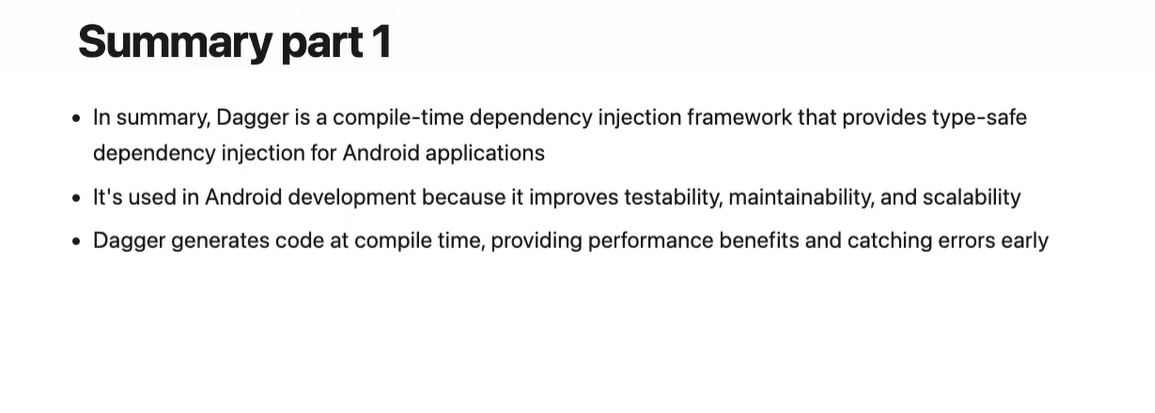 Summary part 1
• In summary, Dagger is a compile-time dependency injection framework that provides type-safe
dependency injection for Android applications
• It's used in Android development because it improves testability, maintainability, and scalability
• Dagger generates code at compile time, providing performance benefits and catching errors early